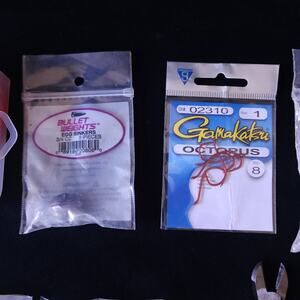 BULLET
WEIGHTS
EGG SINKERS
02310
1
Gamakatsu
OCTOPUS
8